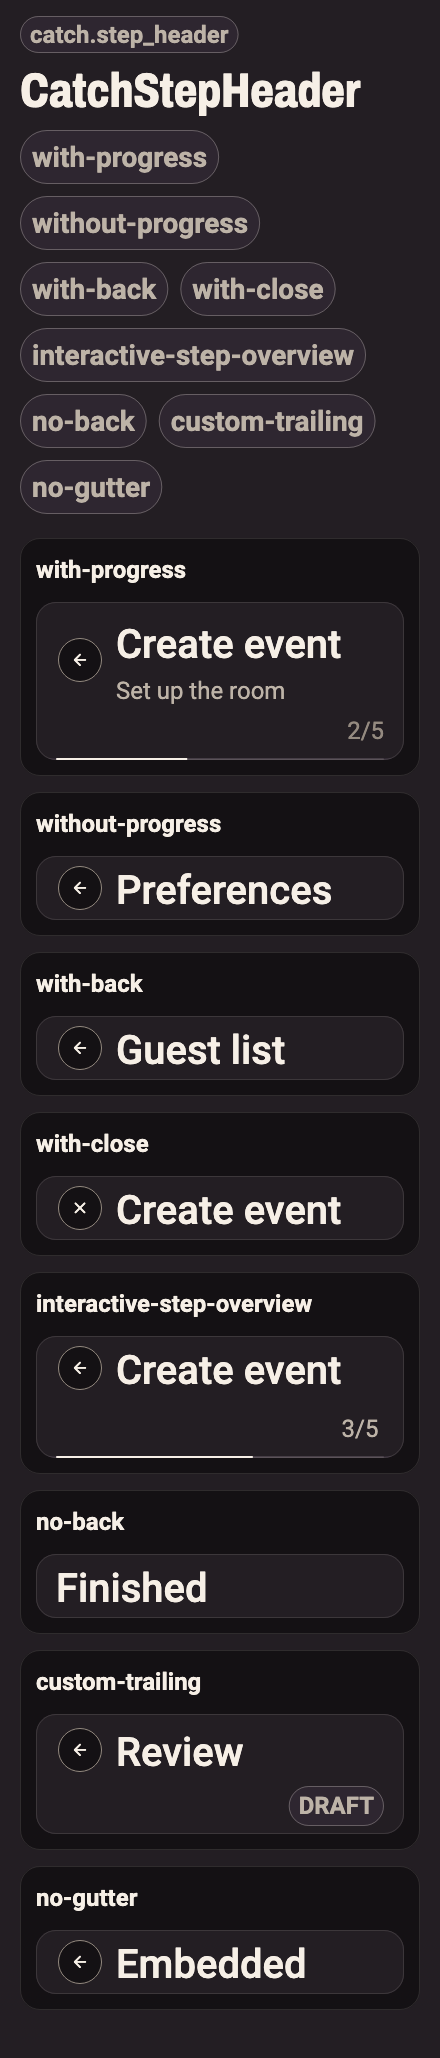 catch.step_header
CatchStepHeader
with-progress
without-progress
with-back with-close
interactive-step-overview
no-back custom-trailing
no-gutter
with-progress
Create event
Set up the room
2/5
without-progress
Preferences
with-back
Guest list
with-close
Create event
interactive-step-overview
Create event
3/5
no-back
Finished
custom-trailing
Review
DRAFT
no-gutter
Embedded